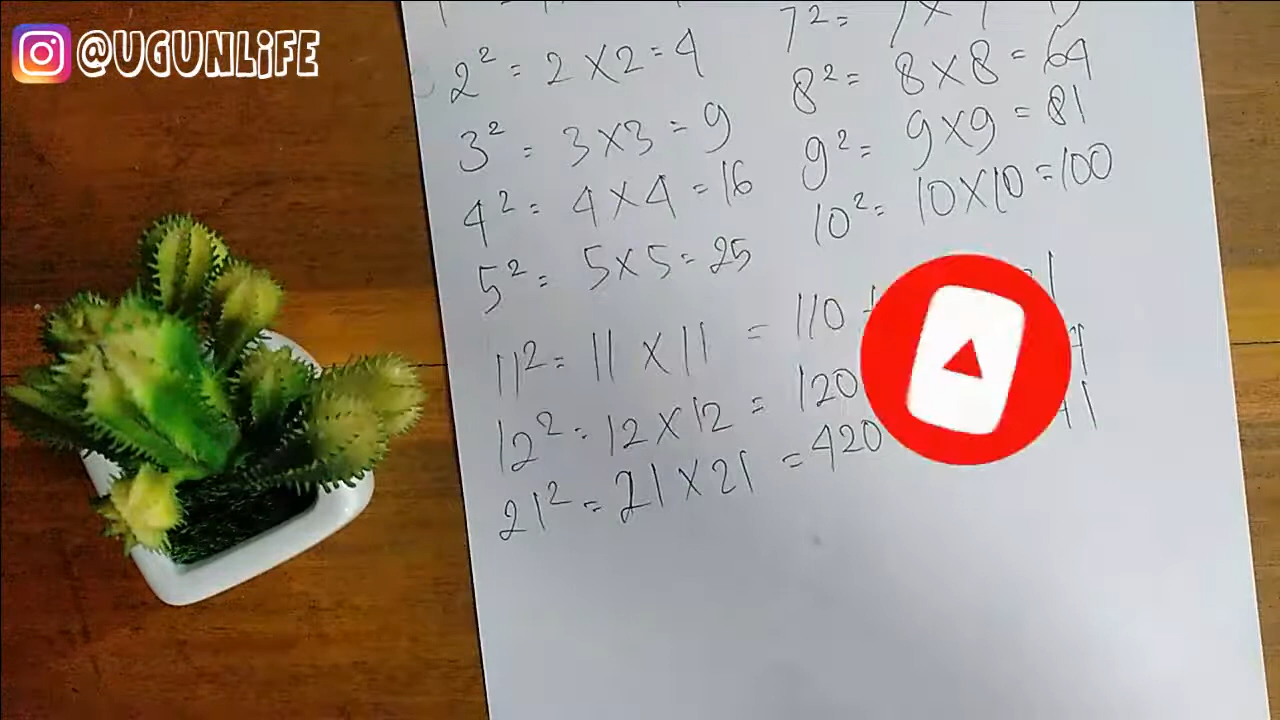 @UGUNLiFE
2² = 2 X 2 = 4
3² = 3 X 3 = 9
4² = 4 X 4 = 16
5² = 5 X 5 = 25
7² =
8² = 8 X 8 = 64
9² = 9 X 9 = 81
10² = 10 X 10 = 100
11² = 11 X 11 = 110
12² = 12 X 12 = 120
21² = 21 X 21 = 420